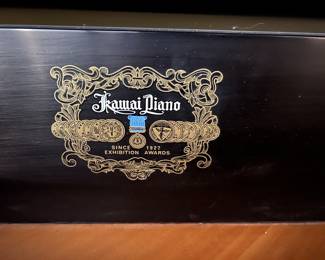 Kawai Piano
SINCE 1927
EXHIBITION AWARDS